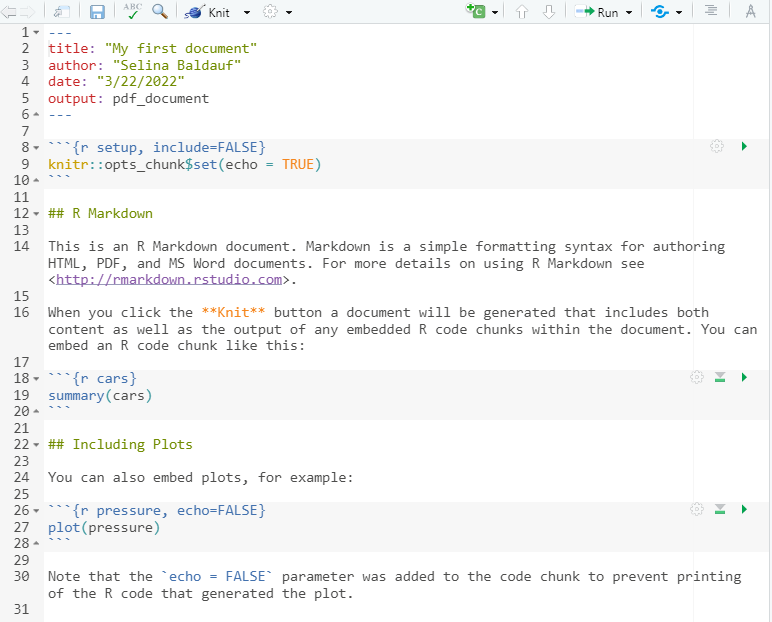 ABC Knit C Run
1 ---
2 title: "My first document"
3 author: "Selina Baldauf"
4 date: "3/22/2022"
5 output: pdf_document
6 ---
7
8 ```{r setup, include=FALSE}
9 knitr::opts_chunk$set(echo = TRUE)
10 ```
11
12 ## R Markdown
13
14 This is an R Markdown document. Markdown is a simple formatting syntax for authoring
HTML, PDF, and MS Word documents. For more details on using R Markdown see
<http://rmarkdown.rstudio.com>.
15
16 When you click the **Knit** button a document will be generated that includes both
content as well as the output of any embedded R code chunks within the document. You can
embed an R code chunk like this:
17
18 ```{r cars}
19 summary(cars)
20 ```
21
22 ## Including Plots
23
24 You can also embed plots, for example:
25
26 ```{r pressure, echo=FALSE}
27 plot(pressure)
28 ```
29
30 Note that the `echo = FALSE` parameter was added to the code chunk to prevent printing
of the R code that generated the plot.
31